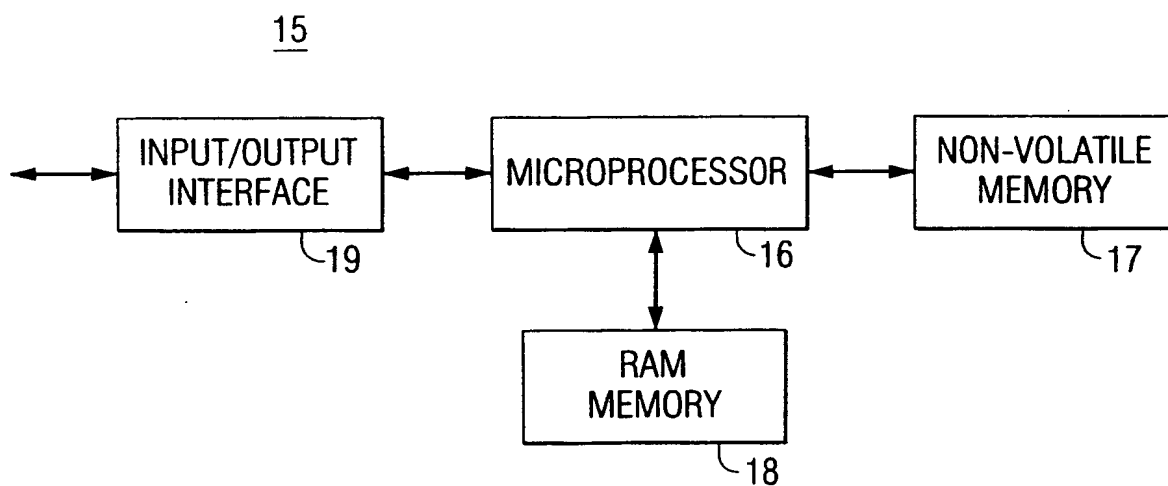 15
INPUT/OUTPUT
INTERFACE
19
MICROPROCESSOR
16
NON-VOLATILE
MEMORY
17
RAM
MEMORY
18